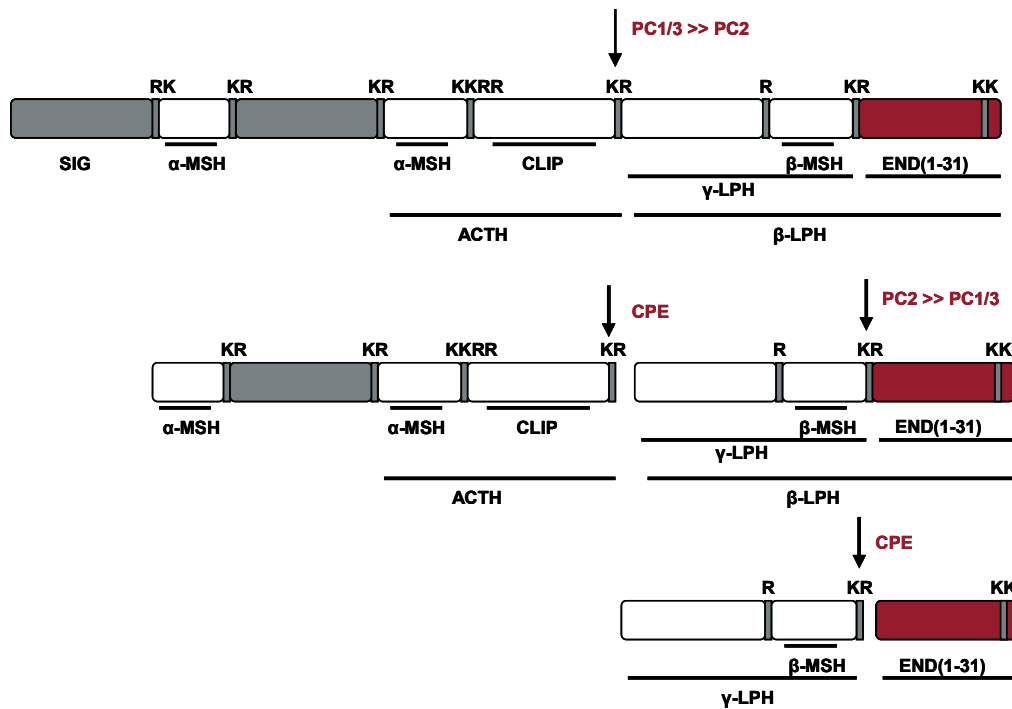 PC1/3 >> PC2
RK KR KR KKRR KR R KR KK
SIG α-MSH α-MSH CLIP β-MSH END(1-31)
γ-LPH
ACTH β-LPH
CPE PC2 >> PC1/3
KR KR KKRR KR R KR KK
α-MSH α-MSH CLIP β-MSH END(1-31)
γ-LPH
ACTH β-LPH
CPE
R KR KK
β-MSH END(1-31)
γ-LPH